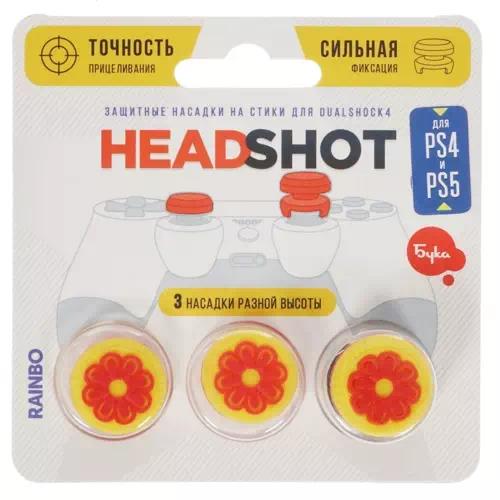 ТОЧНОСТЬ
ПРИЦЕЛИВАНИЯ
СИЛЬНАЯ
ФИКСАЦИЯ
ЗАЩИТНЫЕ НАСАДКИ НА СТИКИ ДЛЯ DUALSHOCK4
HEADSHOT
ДЛЯ
PS4
И
PS5
Бука
3 НАСАДКИ РАЗНОЙ ВЫСОТЫ
RAINBO